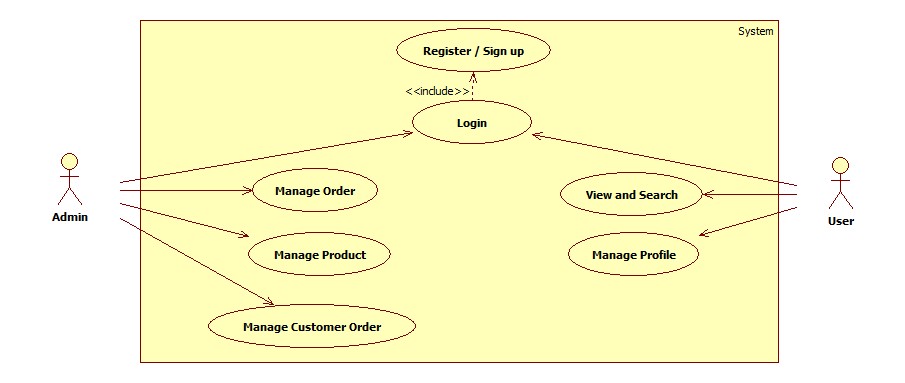 System
Register / Sign up
<<include>>
Login
Manage Order
View and Search
Admin
User
Manage Product
Manage Profile
Manage Customer Order